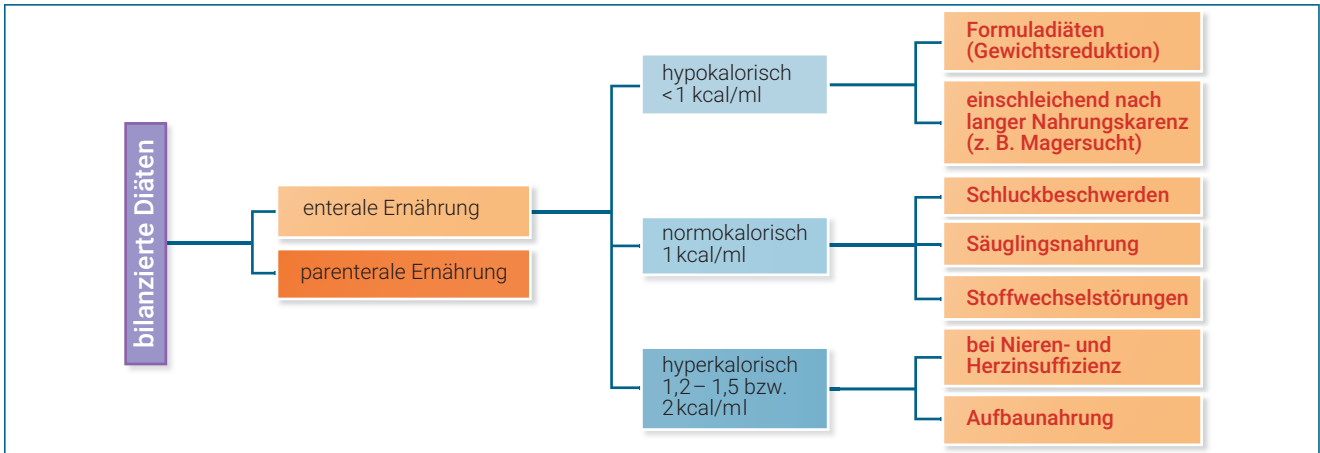 bilanzierte Diäten
enterale Ernährung
parenterale Ernährung
hypokalorisch
<1 kcal/ml
normokalorisch
1 kcal/ml
hyperkalorisch
1,2 – 1,5 bzw.
2 kcal/ml
Formuladiäten
(Gewichtsreduktion)
einschleichend nach
langer Nahrungskarenz
(z. B. Magersucht)
Schluckbeschwerden
Säuglingsnahrung
Stoffwechselstörungen
bei Nieren- und
Herzinsuffizienz
Aufbaunahrung